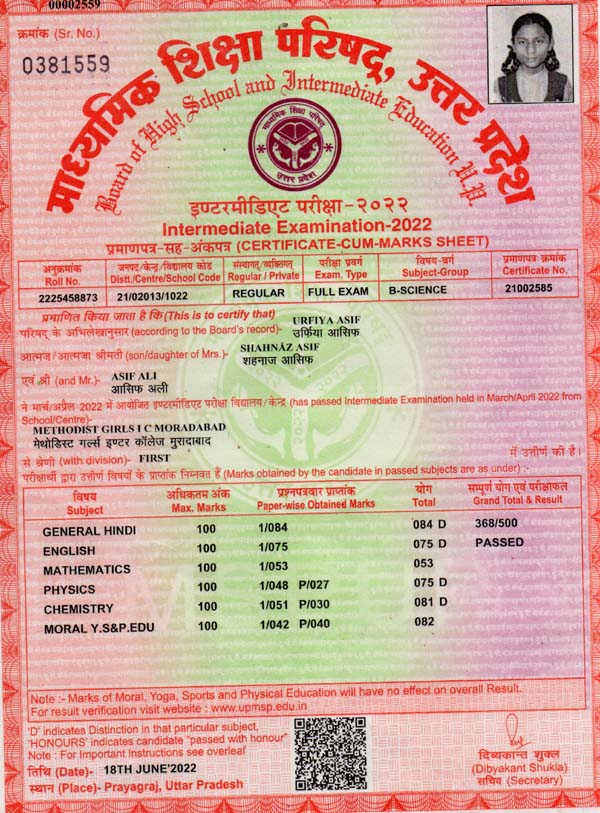 00002559
क्रमांक (Sr. No.)
0381559
माध्यमिक शिक्षा परिषद्, उत्तर प्रदेश
Board of High School and Intermediate Education U.P.
माध्यमिक शिक्षा परिषद्
उत्तर प्रदेश
इण्टरमीडिएट परीक्षा-२०२२
Intermediate Examination-2022
प्रमाणपत्र-सह-अंकपत्र (CERTIFICATE-CUM-MARKS SHEET)
अनुक्रमांक जनपद/केन्द्र/विद्यालय कोड संस्थागत/व्यक्तिगत परीक्षा प्रवर्ग विषय-वर्ग प्रमाणपत्र क्रमांक
Roll No. Distt./Centre/School Code Regular / Private Exam. Type Subject-Group Certificate No.
2225458873 21/02013/1022 REGULAR FULL EXAM B-SCIENCE 21002585
प्रमाणित किया जाता है कि (This is to certify that)
URFIYA ASIF
परिषद् के अभिलेखानुसार (according to the Board's record)- उर्फिया आसिफ
SHAHNAZ ASIF
आत्मज/आत्मजा श्रीमती (son/daughter of Mrs.)- शहनाज आसिफ
ASIF ALI
एवं श्री (and Mr.)- आसिफ अली
ने मार्च/अप्रैल 2022 में आयोजित इण्टरमीडिएट परीक्षा विद्यालय/केन्द्र (has passed Intermediate Examination held in March/April 2022 from
School/Centre):-
METHODIST GIRLS I C MORADABAD
मेथोडिस्ट गर्ल्स इण्टर कॉलेज मुरादाबाद
से श्रेणी (with division)- FIRST में उत्तीर्ण की है।
परीक्षार्थी द्वारा उत्तीर्ण विषयों के प्राप्तांक निम्नवत हैं (Marks obtained by the candidate in passed subjects are as under) :-
विषय अधिकतम अंक प्रश्नपत्रवार प्राप्तांक योग सम्पूर्ण योग एवं परीक्षाफल
Subject Max. Marks Paper-wise Obtained Marks Total Grand Total & Result
GENERAL HINDI 100 1/084 084 D 368/500
ENGLISH 100 1/075 075 D PASSED
MATHEMATICS 100 1/053 053
PHYSICS 100 1/048 P/027 075 D
CHEMISTRY 100 1/051 P/030 081 D
MORAL Y.S&P.EDU 100 1/042 P/040 082
Note :- Marks of Moral, Yoga, Sports and Physical Education will have no effect on overall Result.
For result verification visit website : www.upmsp.edu.in
'D' indicates Distinction in that particular subject,
'HONOURS' indicates candidate "passed with honour"
Note : For Important Instructions see overleaf
तिथि (Date)- 18TH JUNE'2022
स्थान (Place)- Prayagraj, Uttar Pradesh
दिव्यकान्त शुक्ल
(Dibyakant Shukla)
सचिव (Secretary)